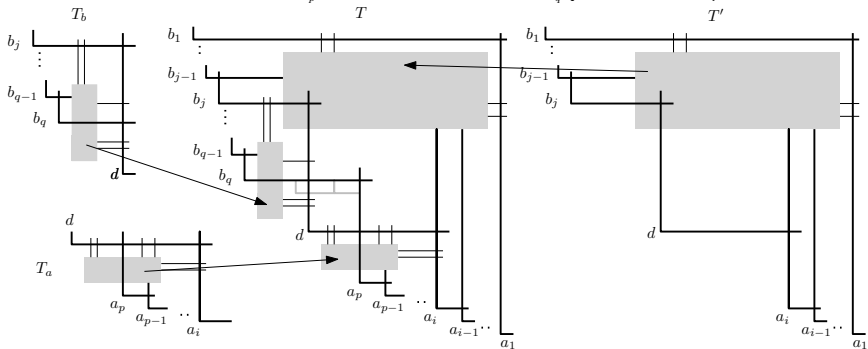 T_b
T
T′
b_j
⋮
b_{q-1}
b_q
d
b_1
⋮
b_{j-1}
b_j
⋮
b_{q-1}
b_q
d
b_1
⋮
b_{j-1}
b_j
d
d
T_a
a_p
a_{p-1}
..
a_i
a_p
a_{p-1}
..
a_i
a_{i-1}
..
a_1
a_i
a_{i-1}
..
a_1